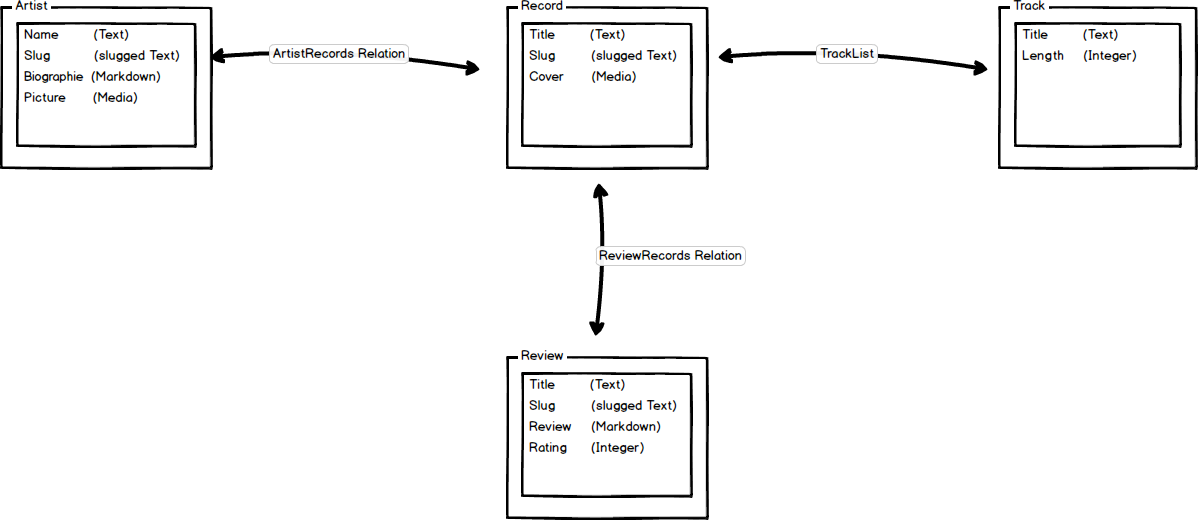 Artist
Name (Text)
Slug (slugged Text)
Biographie (Markdown)
Picture (Media)
ArtistRecords Relation
Record
Title (Text)
Slug (slugged Text)
Cover (Media)
TrackList
Track
Title (Text)
Length (Integer)
ReviewRecords Relation
Review
Title (Text)
Slug (slugged Text)
Review (Markdown)
Rating (Integer)